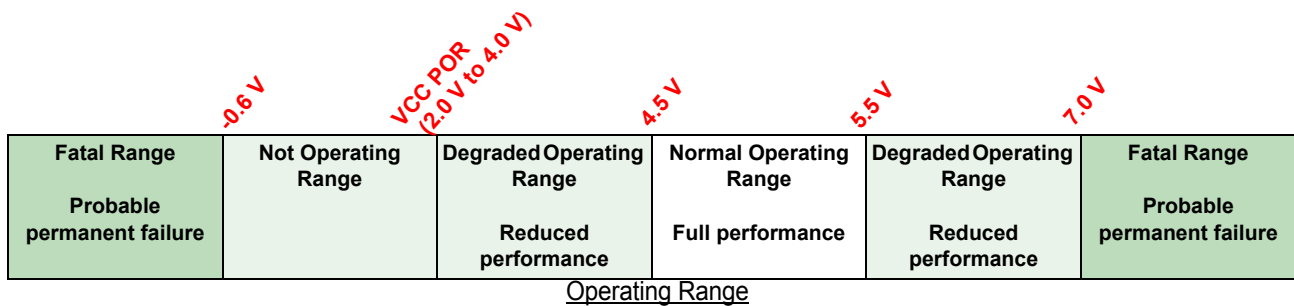 -0.6 V
VCC POR
(2.0 V to 4.0 V)
4.5 V
5.5 V
7.0 V
Fatal Range
Probable
permanent failure
Not Operating
Range
Degraded Operating
Range
Reduced
performance
Normal Operating
Range
Full performance
Degraded Operating
Range
Reduced
performance
Fatal Range
Probable
permanent failure
Operating Range